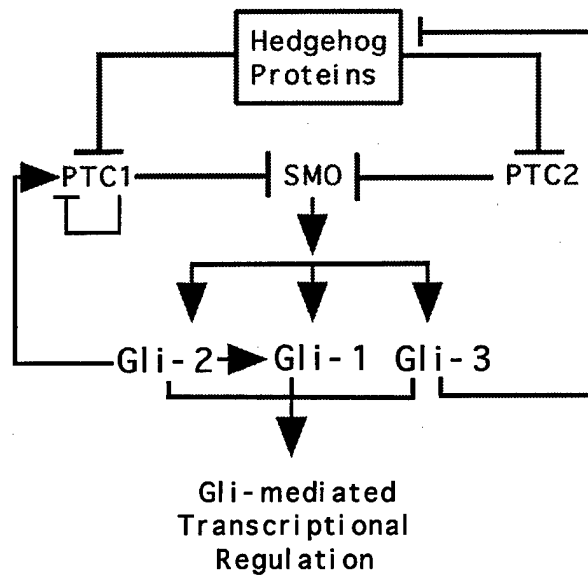 Hedgehog
Proteins
PTC1
SMO
PTC2
Gli-2
Gli-1
Gli-3
Gli-mediated
Transcriptional
Regulation